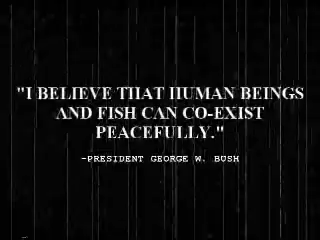 "I BELIEVE THAT HUMAN BEINGS
AND FISH CAN CO-EXIST
PEACEFULLY."
-PRESIDENT GEORGE W. BUSH